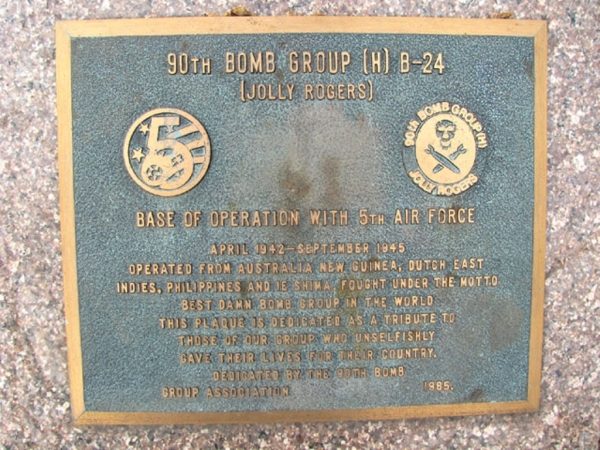 90TH BOMB GROUP (H) B-24
(JOLLY ROGERS)
5
90TH BOMB GROUP (H)
JOLLY ROGERS
BASE OF OPERATION WITH 5TH AIR FORCE
APRIL 1942-SEPTEMBER 1945
OPERATED FROM AUSTRALIA NEW GUINEA, DUTCH EAST
INDIES, PHILIPPINES AND IE SHIMA, FOUGHT UNDER THE MOTTO
BEST DAMN BOMB GROUP IN THE WORLD
THIS PLAQUE IS DEDICATED AS A TRIBUTE TO
THOSE OF OUR GROUP WHO UNSELFISHLY
GAVE THEIR LIVES FOR THEIR COUNTRY.
DEDICATED BY THE 90TH BOMB
GROUP ASSOCIATION 1985.